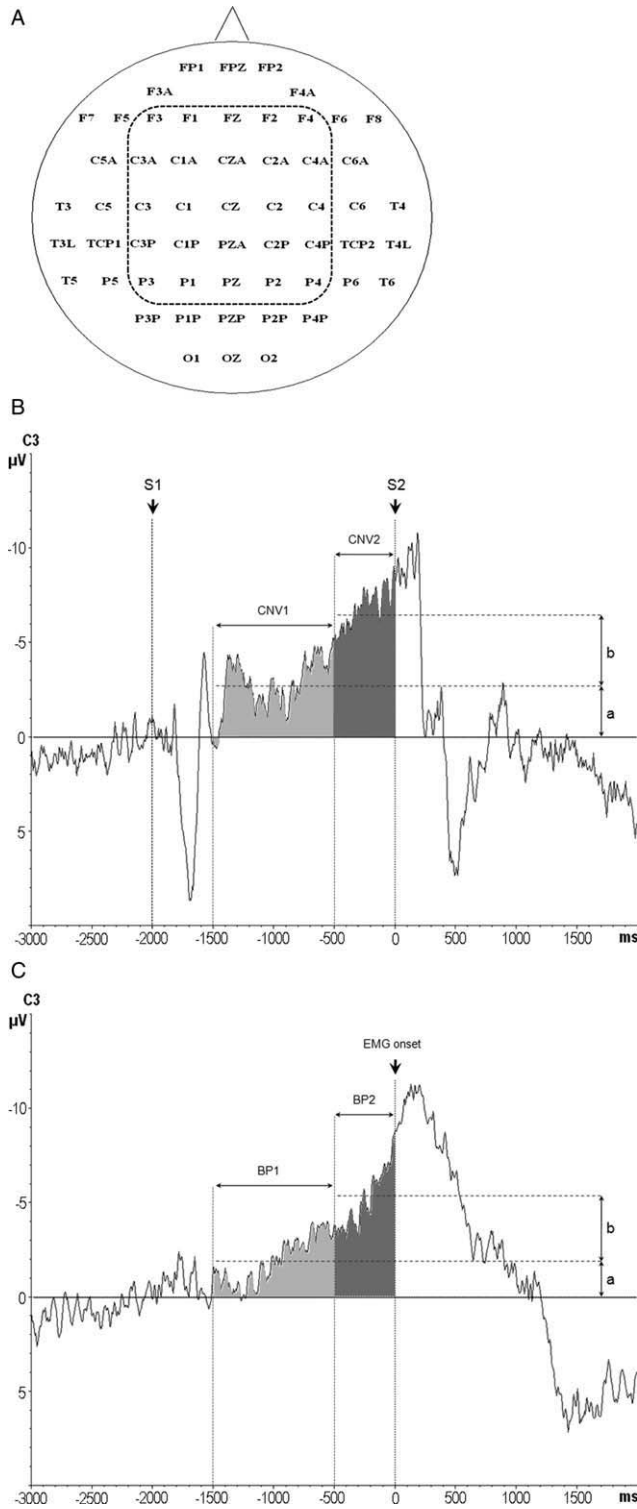 A
FP1 FPZ FP2
F3A F4A
F7 F5 F3 F1 FZ F2 F4 F6 F8
C5A C3A C1A CZA C2A C4A C6A
T3 C5 C3 C1 CZ C2 C4 C6 T4
T3L TCP1 C3P C1P PZA C2P C4P TCP2 T4L
T5 P5 P3 P1 PZ P2 P4 P6 T6
P3P P1P PZP P2P P4P
O1 OZ O2
B
C3
µV
S1 S2
CNV2
-10
CNV1
-5
b
a
0
5
-3000 -2500 -2000 -1500 -1000 -500 0 500 1000 1500 ms
C
C3
µV
EMG onset
-10
BP2
BP1
-5
b
a
0
5
-3000 -2500 -2000 -1500 -1000 -500 0 500 1000 1500 ms